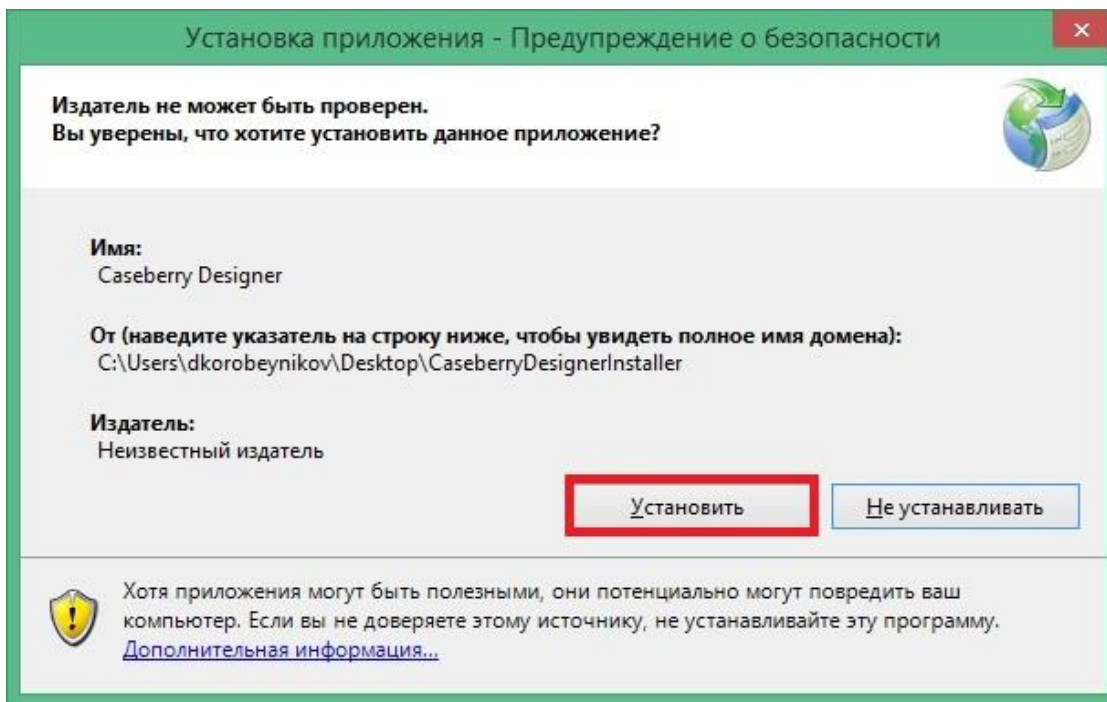 Установка приложения - Предупреждение о безопасности
Издатель не может быть проверен.
Вы уверены, что хотите установить данное приложение?
Имя:
Caseberry Designer
От (наведите указатель на строку ниже, чтобы увидеть полное имя домена):
C:\Users\dkorobeynikov\Desktop\CaseberryDesignerInstaller
Издатель:
Неизвестный издатель
Установить
Не устанавливать
Хотя приложения могут быть полезными, они потенциально могут повредить ваш
компьютер. Если вы не доверяете этому источнику, не устанавливайте эту программу.
Дополнительная информация...